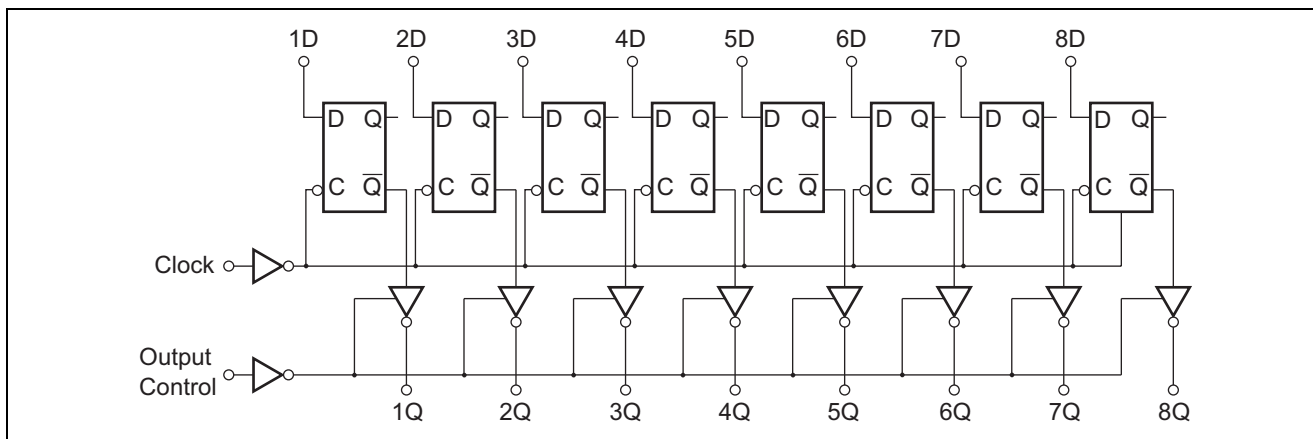 1D 2D 3D 4D 5D 6D 7D 8D
D Q D Q D Q D Q D Q D Q D Q D Q
C Q̅ C Q̅ C Q̅ C Q̅ C Q̅ C Q̅ C Q̅ C Q̅
Clock
Output
Control
1Q 2Q 3Q 4Q 5Q 6Q 7Q 8Q